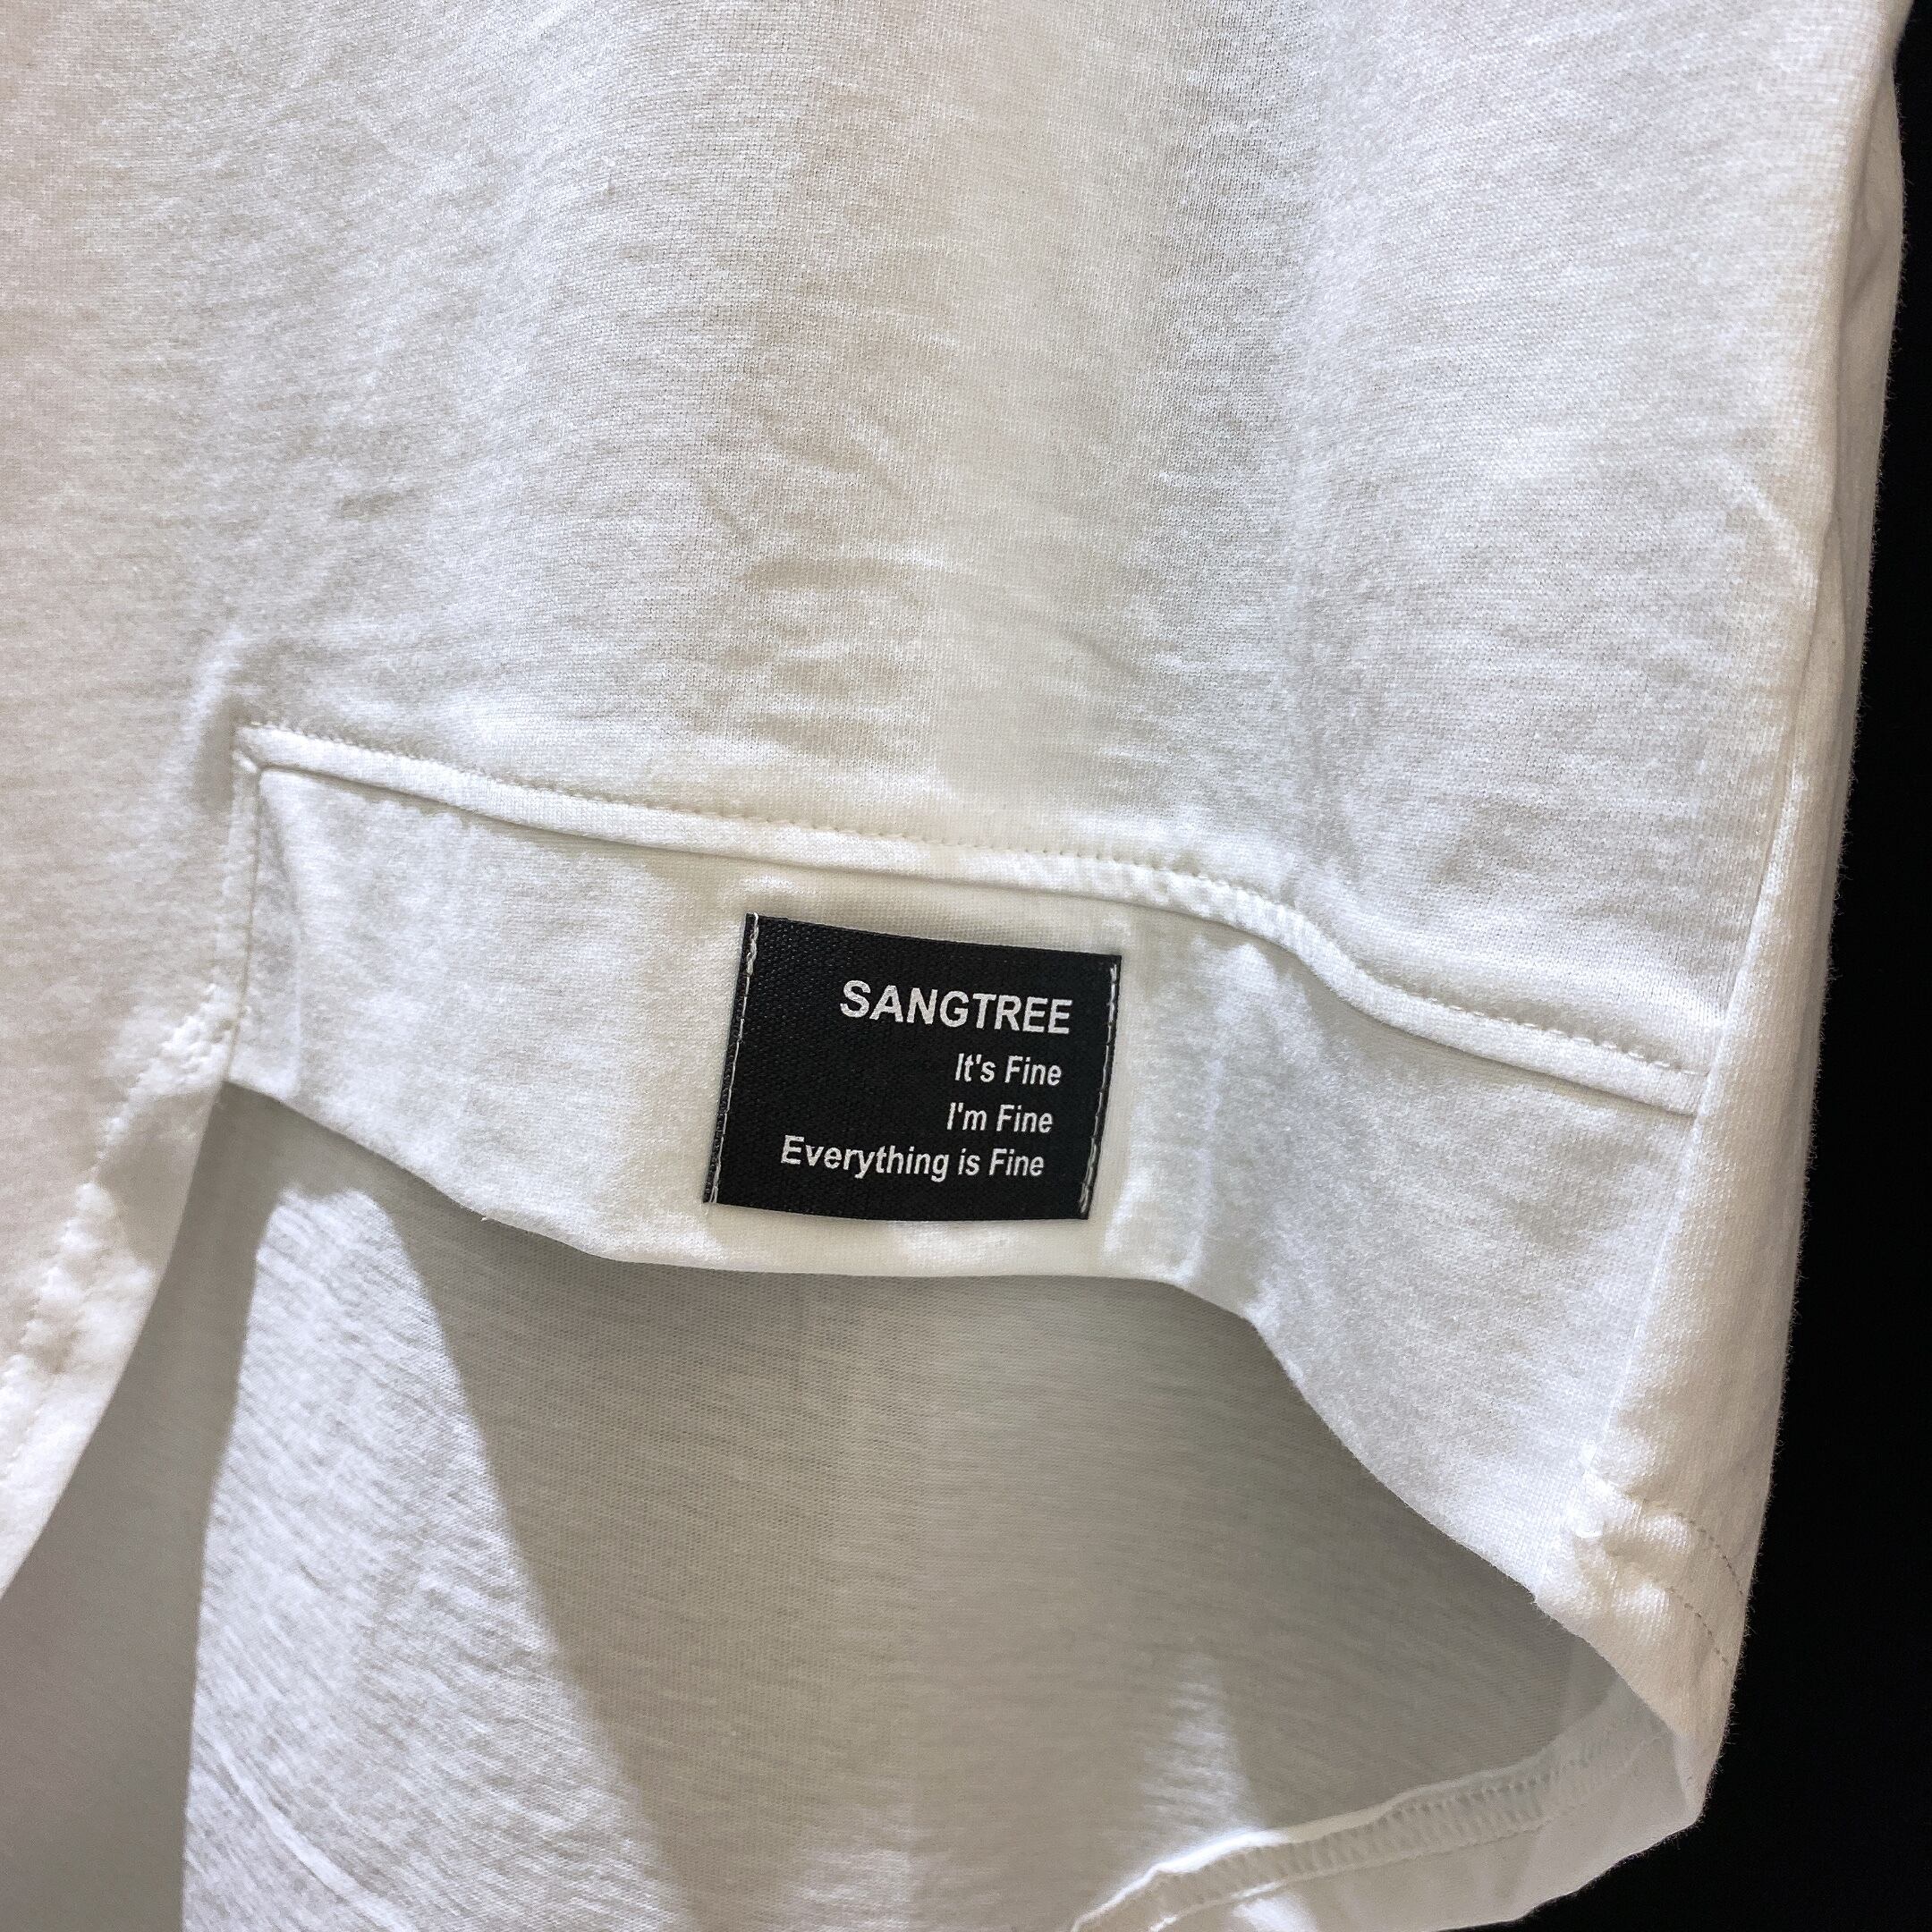 SANGTREE
It's Fine
I'm Fine
Everything is Fine